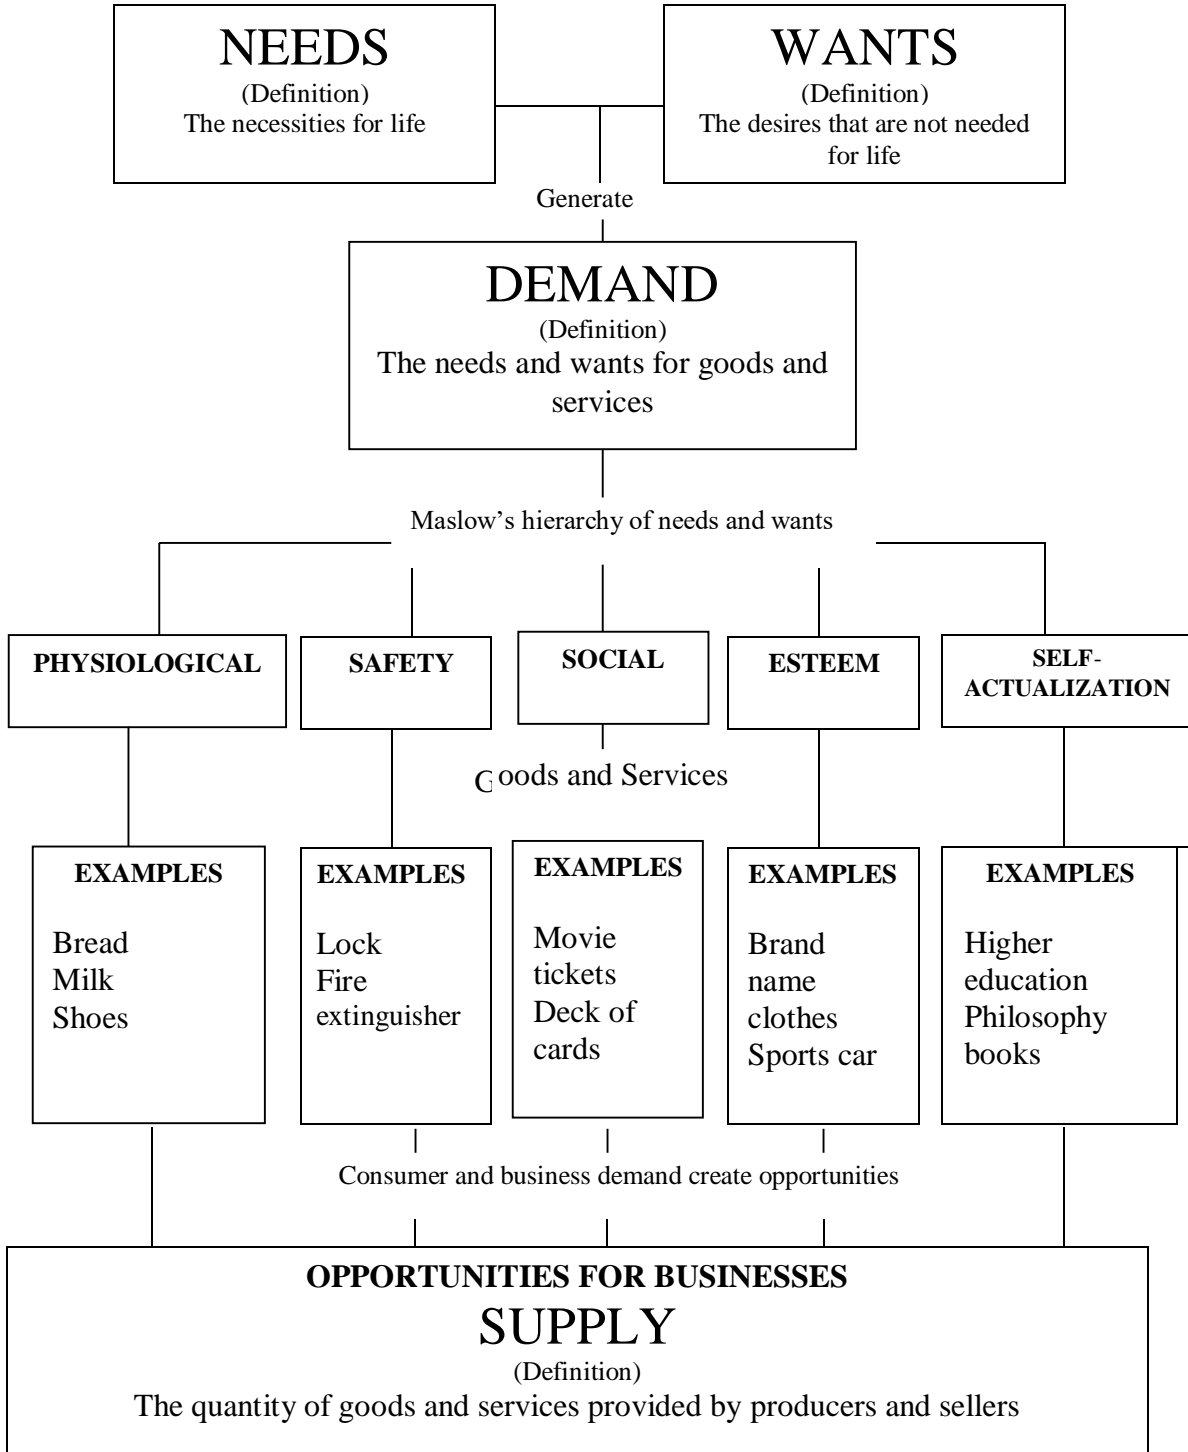 NEEDS
(Definition)
The necessities for life
WANTS
(Definition)
The desires that are not needed
for life
Generate
DEMAND
(Definition)
The needs and wants for goods and
services
Maslow’s hierarchy of needs and wants
PHYSIOLOGICAL
SAFETY
SOCIAL
ESTEEM
SELF-
ACTUALIZATION
Goods and Services
EXAMPLES
Bread
Milk
Shoes
EXAMPLES
Lock
Fire
extinguisher
EXAMPLES
Movie
tickets
Deck of
cards
EXAMPLES
Brand
name
clothes
Sports car
EXAMPLES
Higher
education
Philosophy
books
Consumer and business demand create opportunities
OPPORTUNITIES FOR BUSINESSES
SUPPLY
(Definition)
The quantity of goods and services provided by producers and sellers